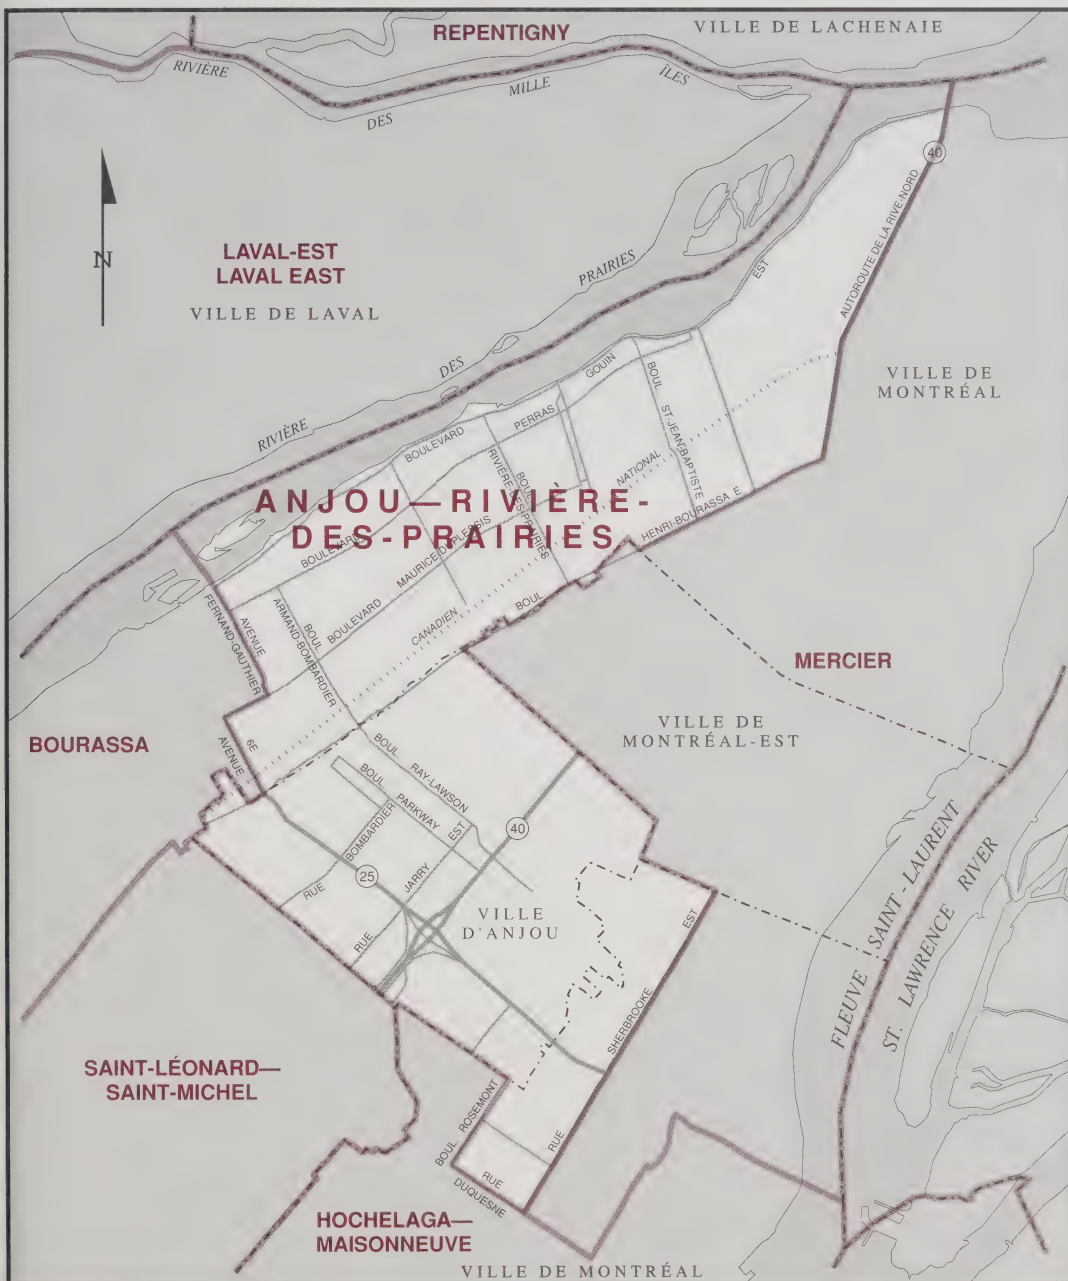 REPENTIGNY
VILLE DE LACHENAIE
RIVIÈRE
DES
MILLE
ÎLES
40
N
LAVAL-EST
LAVAL EAST
VILLE DE LAVAL
RIVIÈRE
DES
PRAIRIES
AUTOROUTE DE LA RIVE-NORD
VILLE DE
MONTRÉAL
BOULEVARD
GOUIN
EST
BOULEVARD
PERRAS
BOUL
ST-JEAN-BAPTISTE
BOUL
RIVIÈRE-DES-PRAIRIES
CANADIEN
NATIONAL
ANJOU—RIVIÈRE-
DES-PRAIRIES
BOULEVARD
MAURICE-DUPLESSIS
BOUL
HENRI-BOURASSA E
AVENUE
FERNAND-GAUTHIER
BOUL
ARMAND-BOMBARDIER
MERCIER
BOURASSA
6E
AVENUE
VILLE DE
MONTRÉAL-EST
BOUL.
RAY-LAWSON
BOUL
PARKWAY
RUE
BOMBARDIER
RUE
JARRY
EST
40
25
VILLE
D'ANJOU
RUE
SHERBROOKE
EST
FLEUVE SAINT-LAURENT
ST. LAWRENCE RIVER
SAINT-LÉONARD—
SAINT-MICHEL
BOUL. ROSEMONT
RUE
DUQUESNE
HOCHELAGA—
MAISONNEUVE
VILLE DE MONTRÉAL